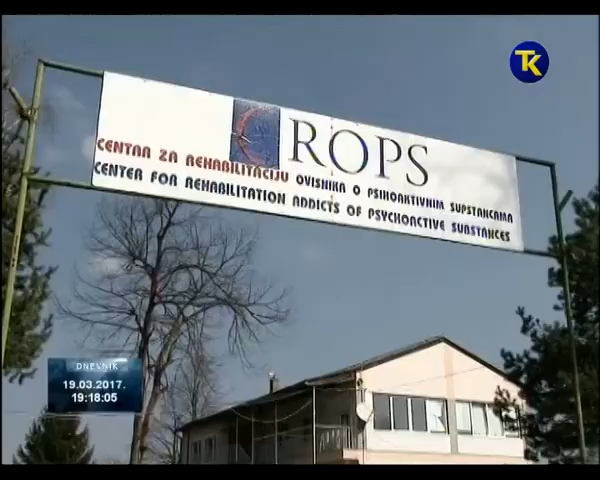 TK
CROPS
CENTAR ZA REHABILITACIJU OVISNIKA O PSIHOAKTIVNIM SUPSTANCAMA
CENTER FOR REHABILITATION ADDICTS OF PSYCHOACTIVE SUBSTANCES
DNEVNIK
19.03.2017.
19:18:05